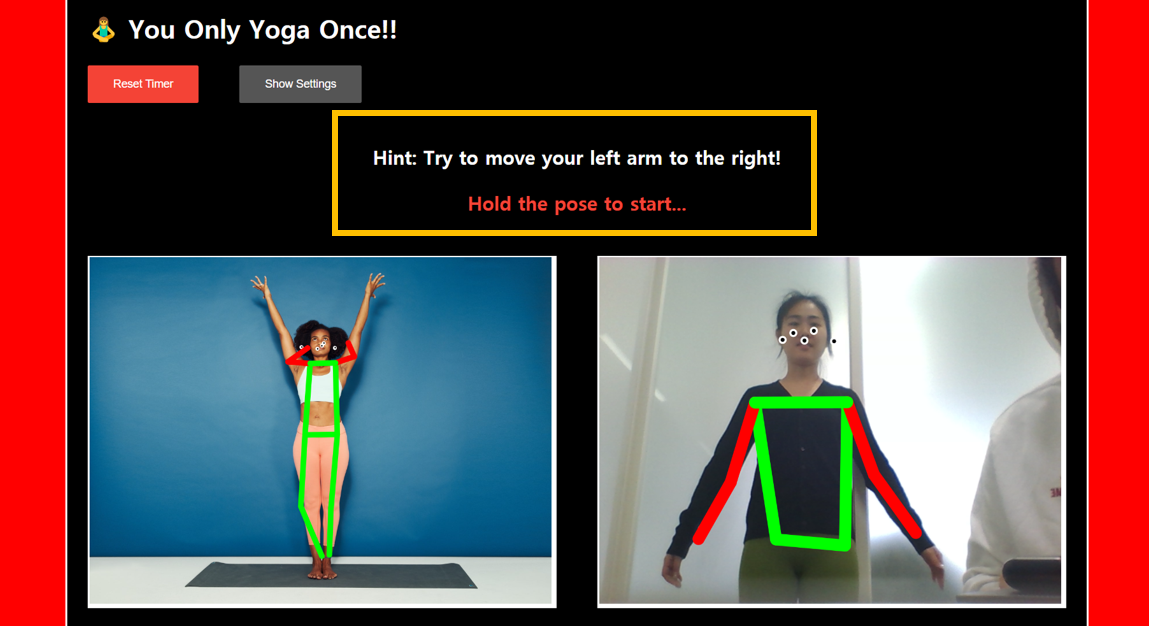 You Only Yoga Once!!
Reset Timer
Show Settings
Hint: Try to move your left arm to the right!
Hold the pose to start...